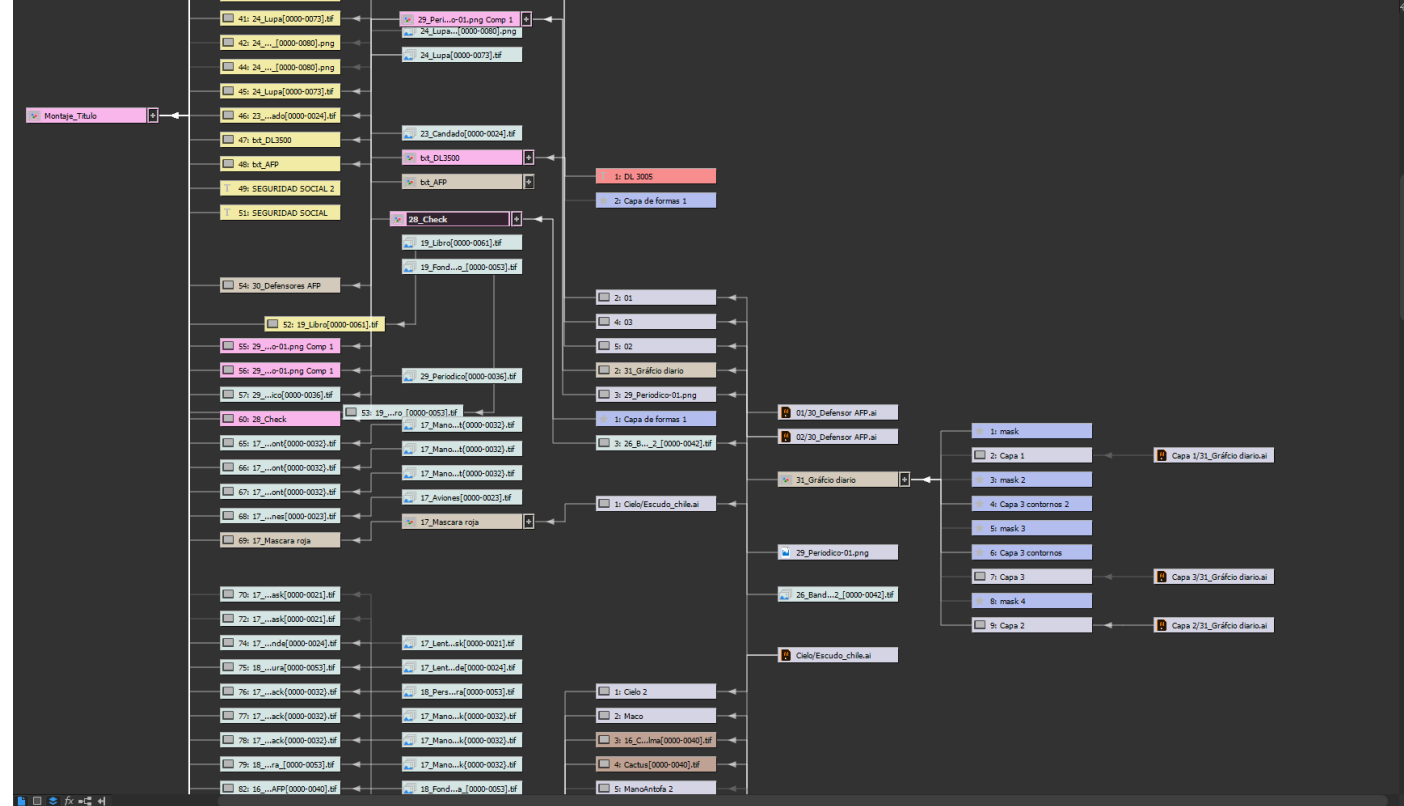 Montaje_Titulo
41: 24_Lupa[0000-0073].tif
42: 24_..._[0000-0080].png
44: 24_..._[0000-0080].png
45: 24_Lupa[0000-0073].tif
46: 23_...ado[0000-0024].tif
47: txt_DL3500
48: txt_AFP
49: SEGURIDAD SOCIAL 2
51: SEGURIDAD SOCIAL
54: 30_Defensores AFP
52: 19_Libro[0000-0061].tif
55: 29_...o-01.png Comp 1
56: 29_...o-01.png Comp 1
57: 29_...ico[0000-0036].tif
53: 19_...ro_[0000-0053].tif
60: 28_Check
65: 17_...ont{0000-0032}.tif
66: 17_...ont{0000-0032}.tif
67: 17_...ont{0000-0032}.tif
68: 17_...nes[0000-0023].tif
69: 17_Mascara roja
70: 17_...ask[0000-0021].tif
72: 17_...ask[0000-0021].tif
74: 17_...nde[0000-0024].tif
75: 18_...ura[0000-0053].tif
76: 17_...ack{0000-0032}.tif
77: 17_...ack{0000-0032}.tif
78: 17_...ack{0000-0032}.tif
79: 18_...ra_[0000-0053].tif
82: 16_...AFP[0000-0040].tif
29_Peri...o-01.png Comp 1
24_Lupa...[0000-0080].png
24_Lupa[0000-0073].tif
23_Candado[0000-0024].tif
txt_DL3500
txt_AFP
28_Check
19_Libro[0000-0061].tif
19_Fond...o_[0000-0053].tif
29_Periodico[0000-0036].tif
17_Mano...t{0000-0032}.tif
17_Mano...t{0000-0032}.tif
17_Mano...t{0000-0032}.tif
17_Aviones[0000-0023].tif
17_Mascara roja
17_Lent...sk[0000-0021].tif
17_Lent...de[0000-0024].tif
18_Pers...ra[0000-0053].tif
17_Mano...k{0000-0032}.tif
17_Mano...k{0000-0032}.tif
17_Mano...k{0000-0032}.tif
18_Fond...a_[0000-0053].tif
1: DL 3005
2: Capa de formas 1
2: 01
4: 03
5: 02
2: 31_Gráfcio diario
3: 29_Periodico-01.png
1: Capa de formas 1
3: 26_B..._2_[0000-0042].tif
1: Cielo/Escudo_chile.ai
1: Cielo 2
2: Maco
3: 16_C...lma[0000-0040].tif
4: Cactus[0000-0040].tif
5: ManoAntofa 2
01/30_Defensor AFP.ai
02/30_Defensor AFP.ai
31_Gráfcio diario
29_Periodico-01.png
26_Band...2_[0000-0042].tif
Cielo/Escudo_chile.ai
1: mask
2: Capa 1
3: mask 2
4: Capa 3 contornos 2
5: mask 3
6: Capa 3 contornos
7: Capa 3
8: mask 4
9: Capa 2
Capa 1/31_Gráfcio diario.ai
Capa 3/31_Gráfcio diario.ai
Capa 2/31_Gráfcio diario.ai
fx